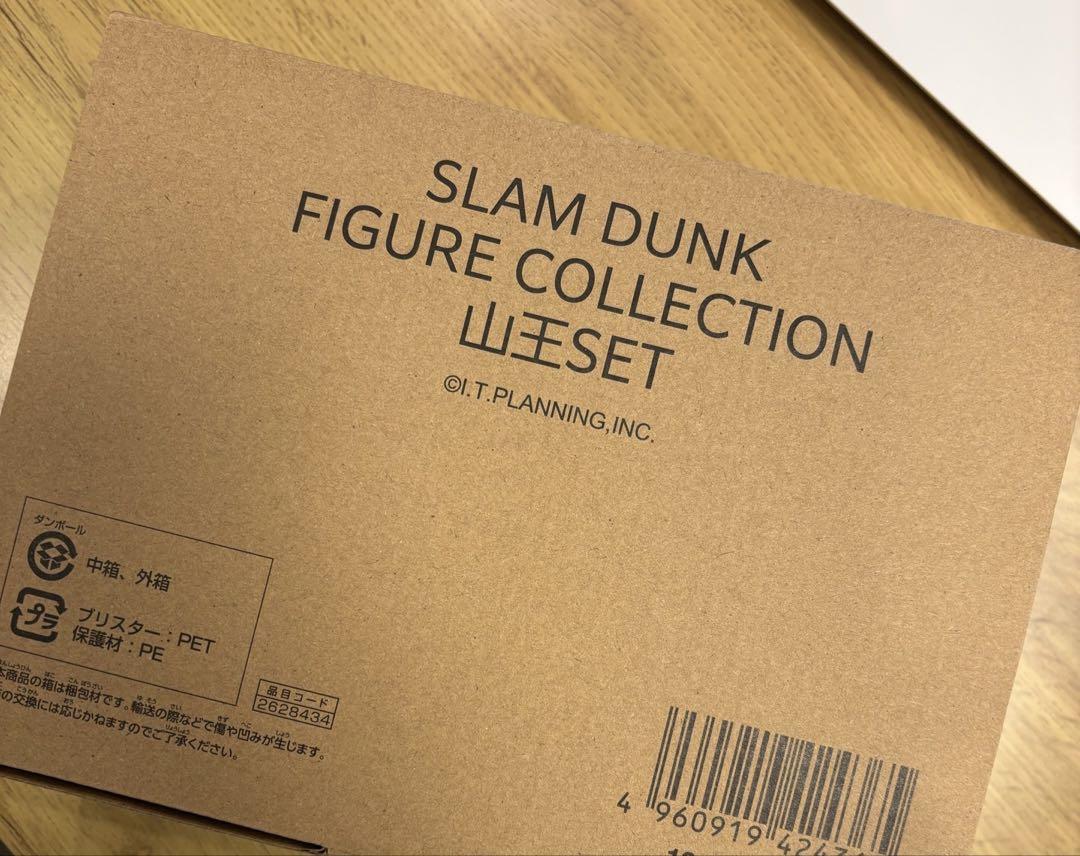 SLAM DUNK
FIGURE COLLECTION
山王SET
©I.T.PLANNING,INC.
ダンボール
中箱、外箱
プラ
ブリスター：PET
保護材：PE
品目コード
2628434
本商品の箱は梱包材です。輸送の際などで傷や凹みが生じます。
の交換には応じかねますのでご了承ください。
4 960919 424